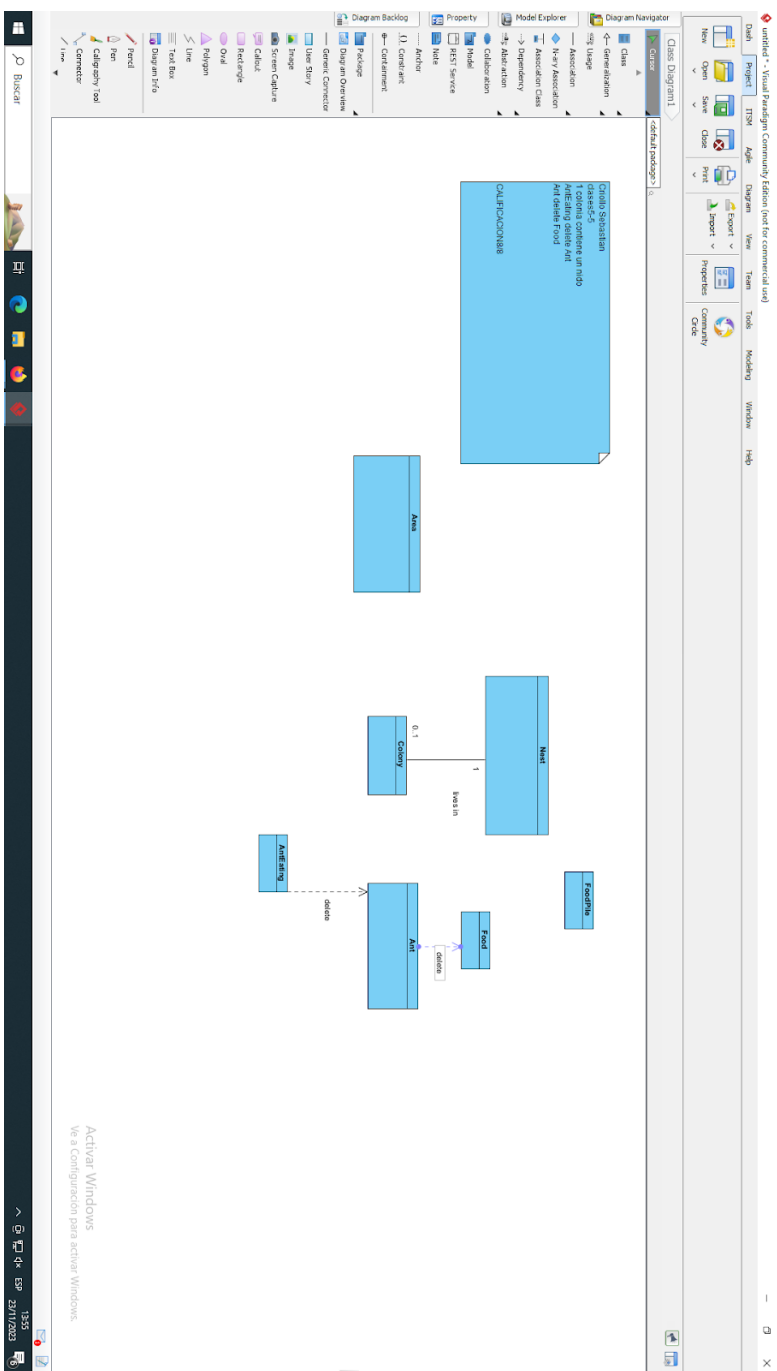 untitled * - Visual Paradigm Community Edition (not for commercial use)
Dash Project ITSM Agile Diagram View Team Tools Modeling Window Help
New
Open
Save
Close
Print
Export
Import
Properties
Community
Circle
Diagram Navigator
Model Explorer
Property
Diagram Backlog
Class Diagram1
<default package>
Cursor
Class
Generalization
Usage
Association
N-ary Association
Association Class
Dependency
Abstraction
Collaboration
Model
REST Service
Note
Anchor
Constraint
Containment
Package
Diagram Overview
Generic Connector
User Story
Image
Screen Capture
Callout
Rectangle
Oval
Polygon
Line
Text Box
Diagram Info
Pencil
Pen
Calligraphy Tool
Connector
Line
Criollo Sebastian
clases5-5
1 colonia contiene un nido
AntEating delete Ant
Ant delete Food
CALIFICACION8/8
FoodPile
Nest
Food
1
lives in
delete
Area
0..1
Colony
Ant
delete
AntEating
Activar Windows
Ve a Configuración para activar Windows.
Buscar
ESP
13:55
23/11/2023
6